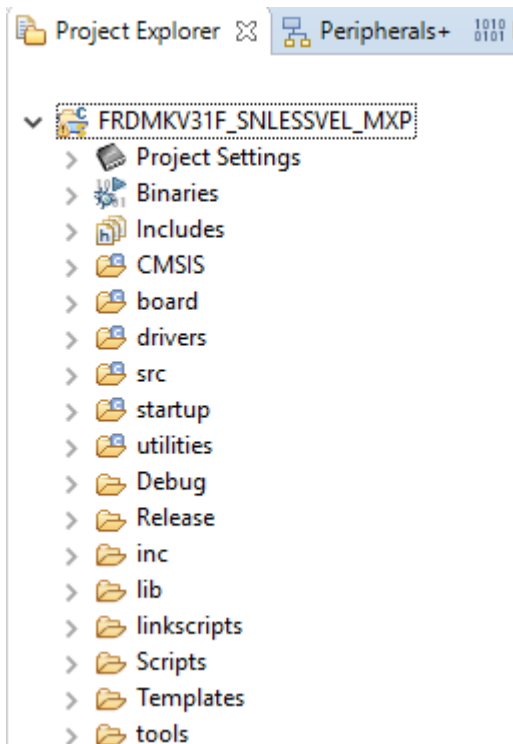 Project Explorer Peripherals+ 1010
0101
FRDMKV31F_SNLESSVEL_MXP
Project Settings
Binaries
Includes
CMSIS
board
drivers
src
startup
utilities
Debug
Release
inc
lib
linkscripts
Scripts
Templates
tools